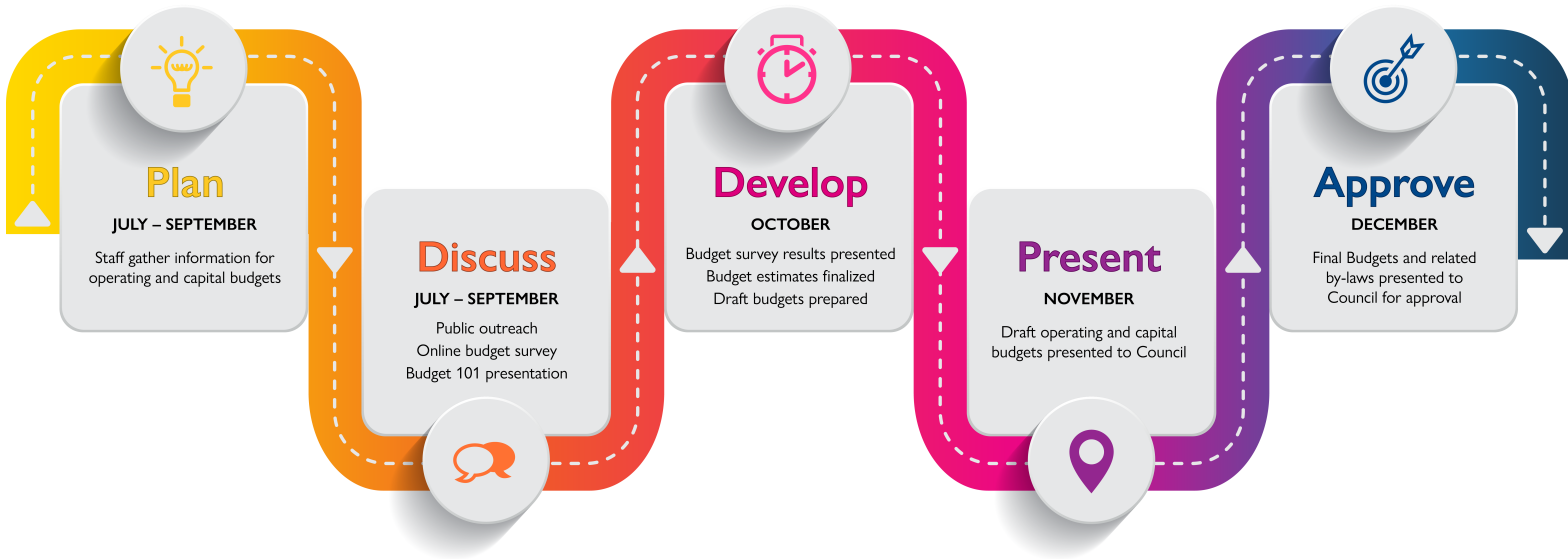 Plan
JULY – SEPTEMBER
Staff gather information for
operating and capital budgets
Discuss
JULY – SEPTEMBER
Public outreach
Online budget survey
Budget 101 presentation
Develop
OCTOBER
Budget survey results presented
Budget estimates finalized
Draft budgets prepared
Present
NOVEMBER
Draft operating and capital
budgets presented to Council
Approve
DECEMBER
Final Budgets and related
by-laws presented to
Council for approval